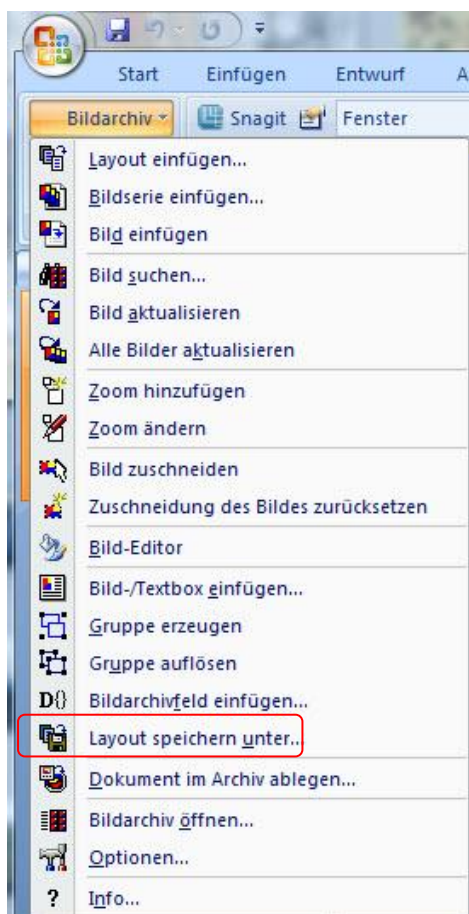 Start Einfügen Entwurf A
Bildarchiv Snagit Fenster
Layout einfügen...
Bildserie einfügen...
Bild einfügen
Bild suchen...
Bild aktualisieren
Alle Bilder aktualisieren
Zoom hinzufügen
Zoom ändern
Bild zuschneiden
Zuschneidung des Bildes zurücksetzen
Bild-Editor
Bild-/Textbox einfügen...
Gruppe erzeugen
Gruppe auflösen
D{} Bildarchivfeld einfügen...
Layout speichern unter...
Dokument im Archiv ablegen...
Bildarchiv öffnen...
Optionen...
? Info...